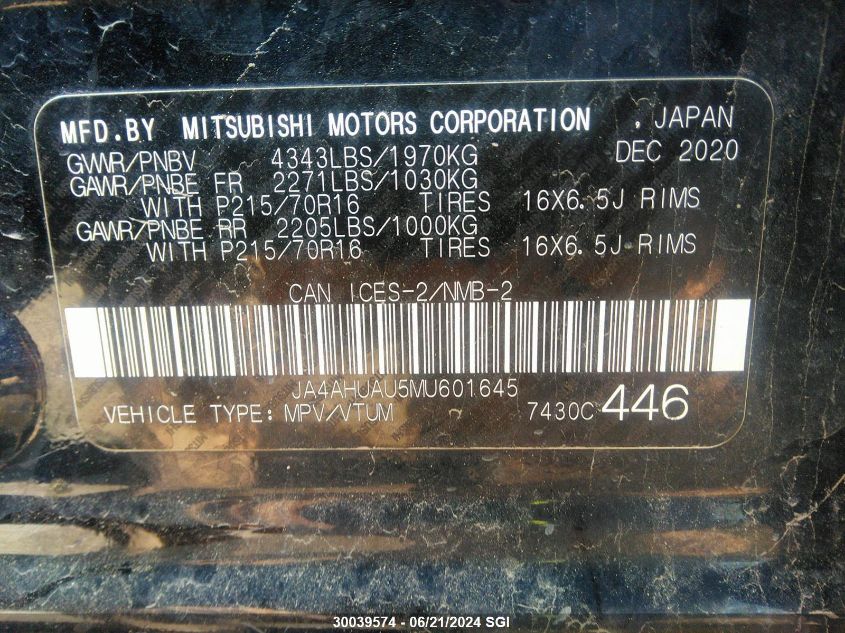 MFD.BY MITSUBISHI MOTORS CORPORATION , JAPAN
GVWR/PNBV 4343LBS/1970KG DEC 2020
GAWR/PNBE FR 2271LBS/1030KG
WITH P215/70R16 TIRES 16X6.5J RIMS
GAWR/PNBE RR 2205LBS/1000KG
WITH P215/70R16 TIRES 16X6.5J RIMS
CAN ICES-2/NMB-2
JA4AHUAU5MU601645
VEHICLE TYPE: MPV/VTUM 7430C 446
30039574 - 06/21/2024 SGI